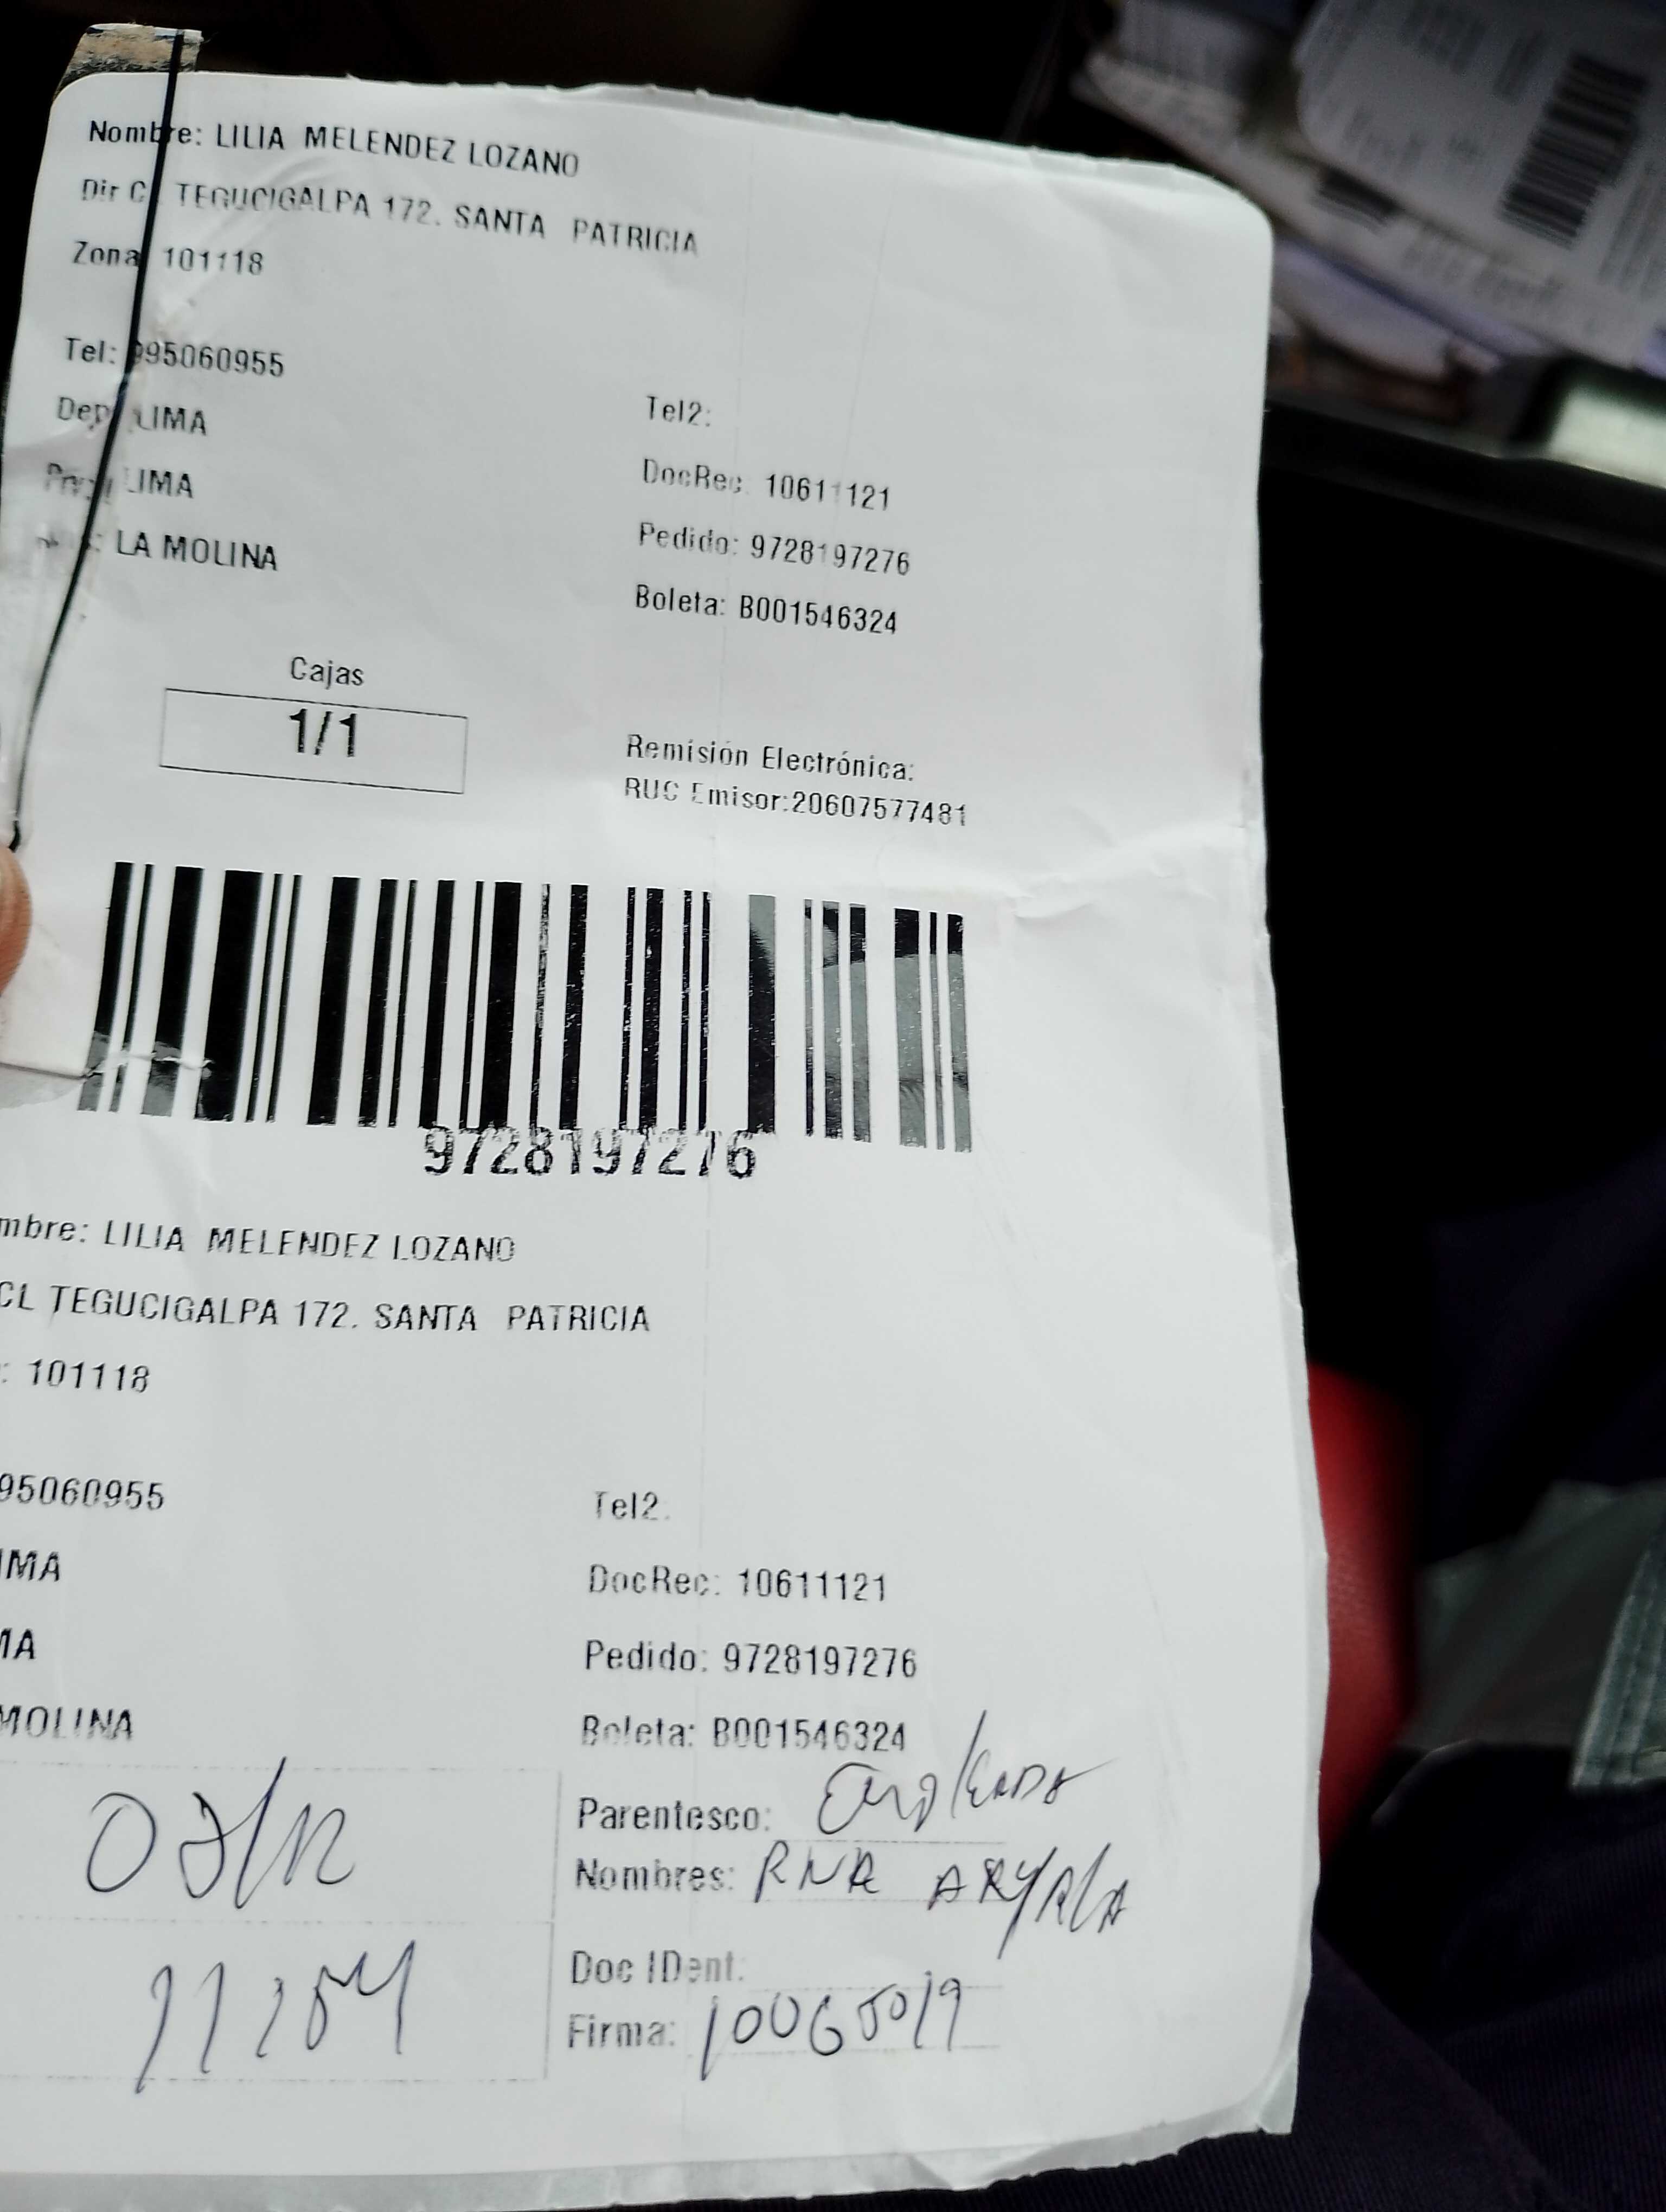 Nombre: LILIA MELENDEZ LOZANO
Dir C TEGUCIGALPA 172. SANTA PATRICIA
Zona 101118
Tel: 995060955
Dep LIMA
LIMA
LA MOLINA
Tel2:
DocRec: 10611121
Pedido: 9728197276
Boleta: B001546324
Cajas
1/1
Remisión Electrónica:
RUC Emisor:20607577481
9728197276
mbre: LILIA MELENDEZ LOZANO
CL TEGUCIGALPA 172. SANTA PATRICIA
: 101118
95060955
IMA
MA
MOLINA
Tel2.
DocRec: 10611121
Pedido: 9728197276
Boleta: B001546324
Parentesco: Empleada
Nombres:
Doc IDent:
Firma: